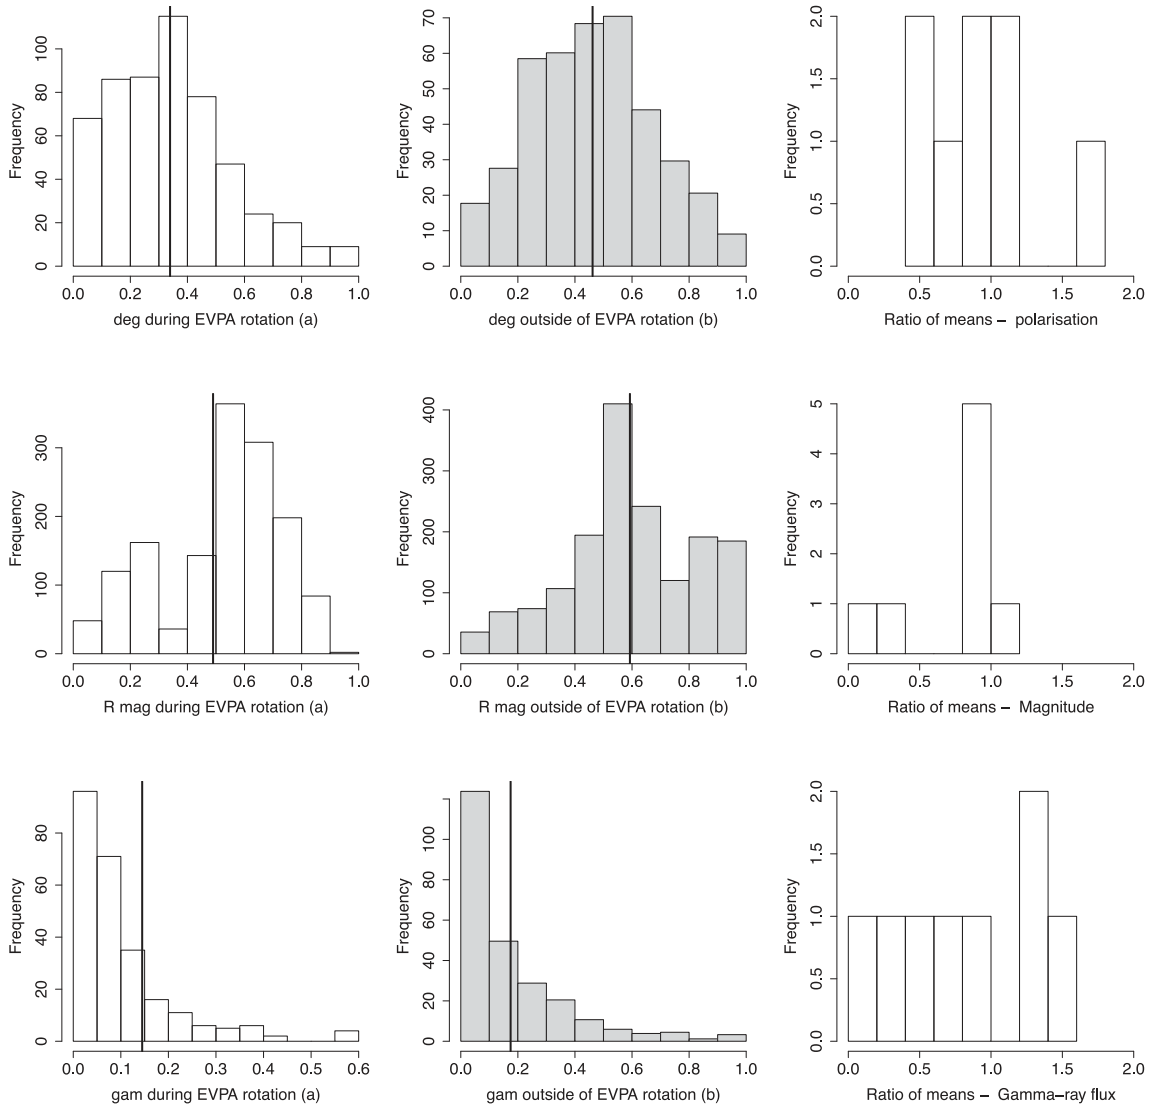 Frequency
0 20 40 60 80 100
0.0 0.2 0.4 0.6 0.8 1.0
deg during EVPA rotation (a)
Frequency
0 10 20 30 40 50 60 70
0.0 0.2 0.4 0.6 0.8 1.0
deg outside of EVPA rotation (b)
Frequency
0.0 0.5 1.0 1.5 2.0
0.0 0.5 1.0 1.5 2.0
Ratio of means – polarisation
Frequency
0 100 200 300
0.0 0.2 0.4 0.6 0.8 1.0
R mag during EVPA rotation (a)
Frequency
0 100 200 300 400
0.0 0.2 0.4 0.6 0.8 1.0
R mag outside of EVPA rotation (b)
Frequency
0 1 2 3 4 5
0.0 0.5 1.0 1.5 2.0
Ratio of means – Magnitude
Frequency
0 20 40 60 80
0.0 0.1 0.2 0.3 0.4 0.5 0.6
gam during EVPA rotation (a)
Frequency
0 20 40 60 80 100
0.0 0.2 0.4 0.6 0.8 1.0
gam outside of EVPA rotation (b)
Frequency
0.0 0.5 1.0 1.5 2.0
0.0 0.5 1.0 1.5 2.0
Ratio of means – Gamma–ray flux